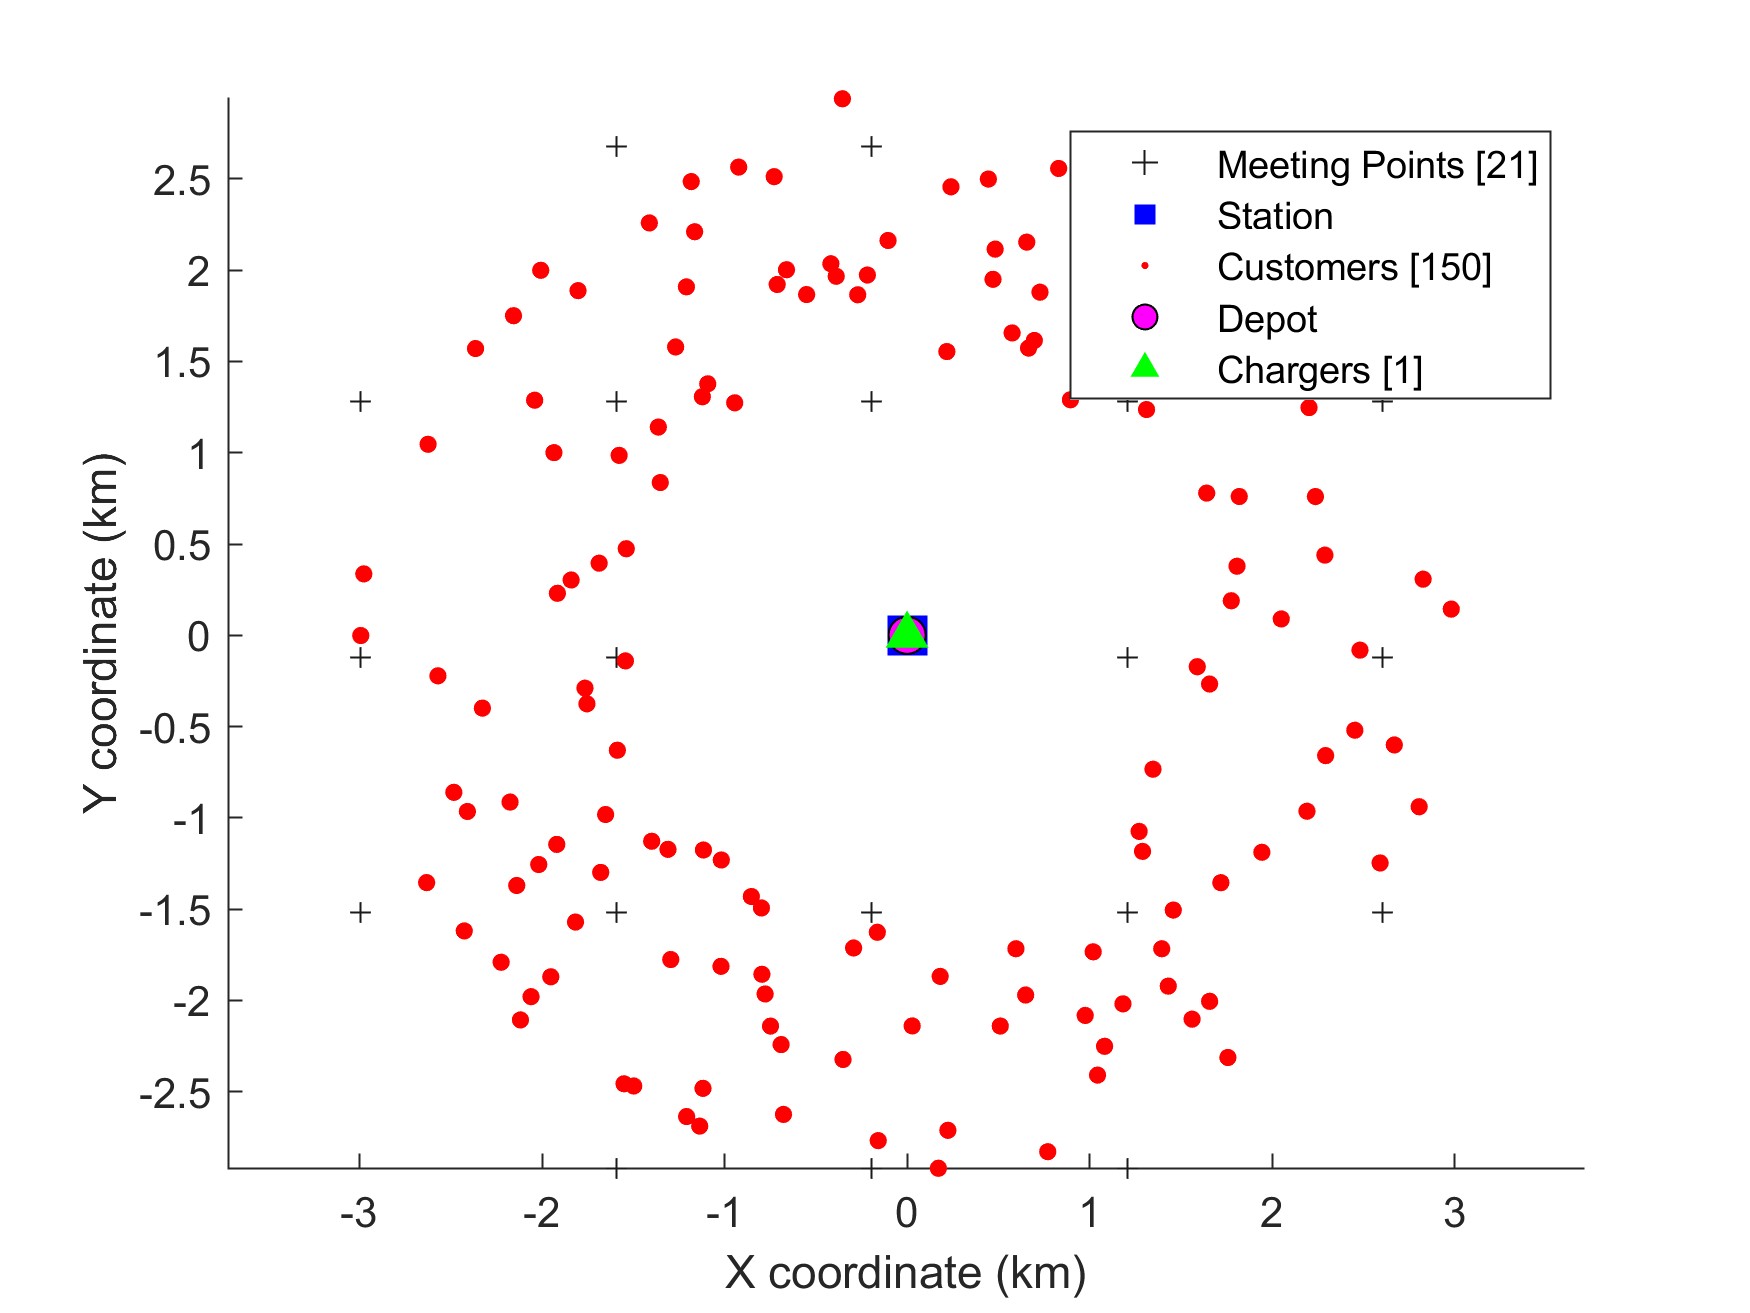 Meeting Points [21]
Station
Customers [150]
Depot
Chargers [1]
2.5
2
1.5
1
0.5
0
-0.5
-1
-1.5
-2
-2.5
Y coordinate (km)
-3 -2 -1 0 1 2 3
X coordinate (km)